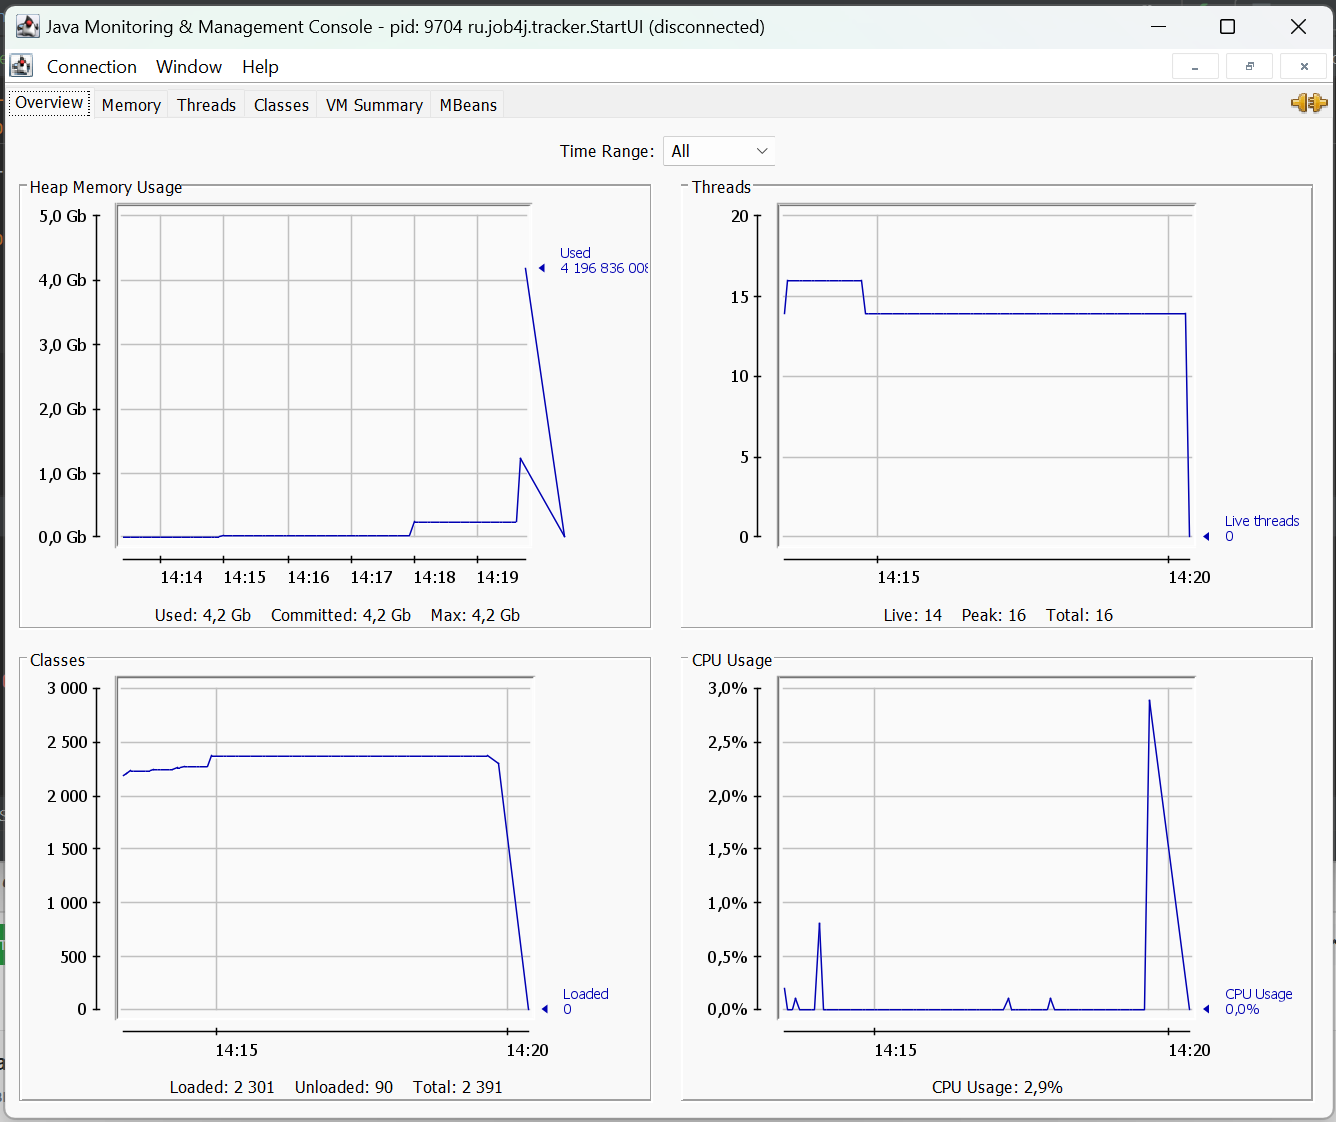 Java Monitoring & Management Console - pid: 9704 ru.job4j.tracker.StartUI (disconnected)
Connection Window Help
Overview Memory Threads Classes VM Summary MBeans
Time Range: All
Heap Memory Usage
5,0 Gb
4,0 Gb
3,0 Gb
2,0 Gb
1,0 Gb
0,0 Gb
Used
4 196 836 008
14:14 14:15 14:16 14:17 14:18 14:19
Used: 4,2 Gb Committed: 4,2 Gb Max: 4,2 Gb
Threads
20
15
10
5
0
Live threads
0
14:15 14:20
Live: 14 Peak: 16 Total: 16
Classes
3 000
2 500
2 000
1 500
1 000
500
0
Loaded
0
14:15 14:20
Loaded: 2 301 Unloaded: 90 Total: 2 391
CPU Usage
3,0%
2,5%
2,0%
1,5%
1,0%
0,5%
0,0%
CPU Usage
0,0%
14:15 14:20
CPU Usage: 2,9%